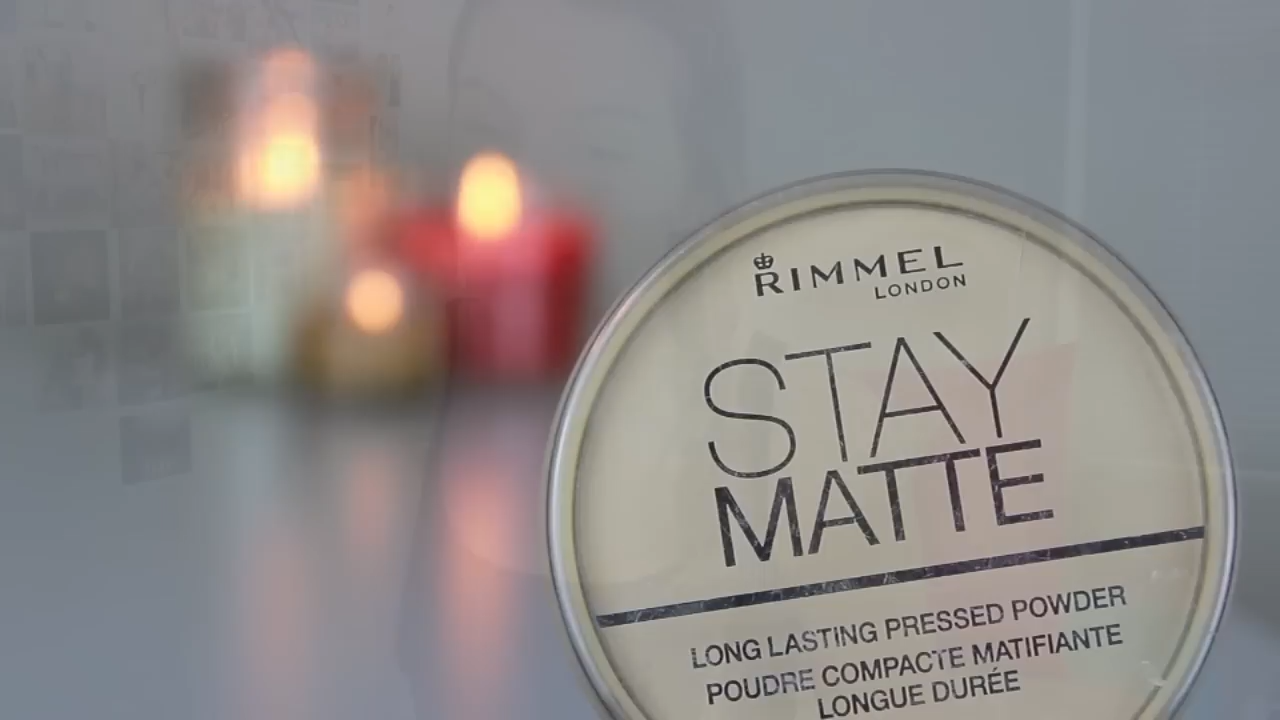 RIMMEL
LONDON
STAY
MATTE
LONG LASTING PRESSED POWDER
POUDRE COMPACTE MATIFIANTE
LONGUE DURÉE